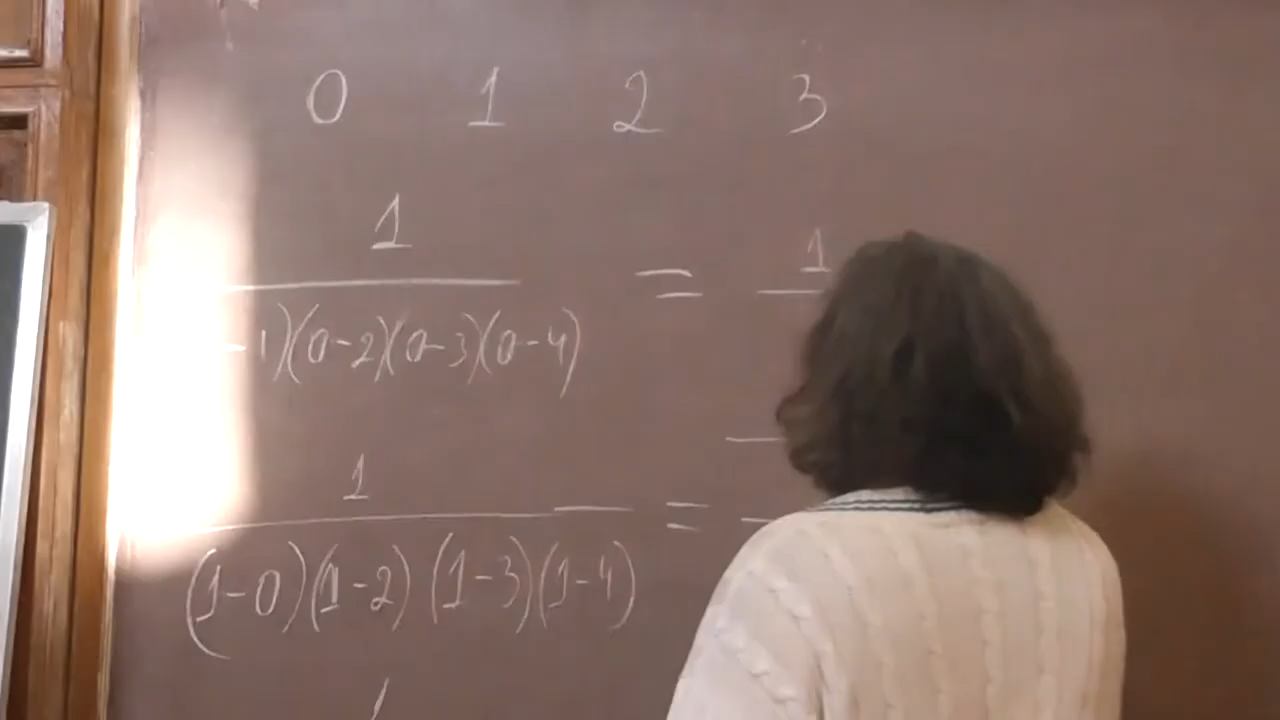 0 1 2 3
1
- 1)(0-2)(0-3)(0-4) = 1
1
(1-0)(1-2)(1-3)(1-4) =